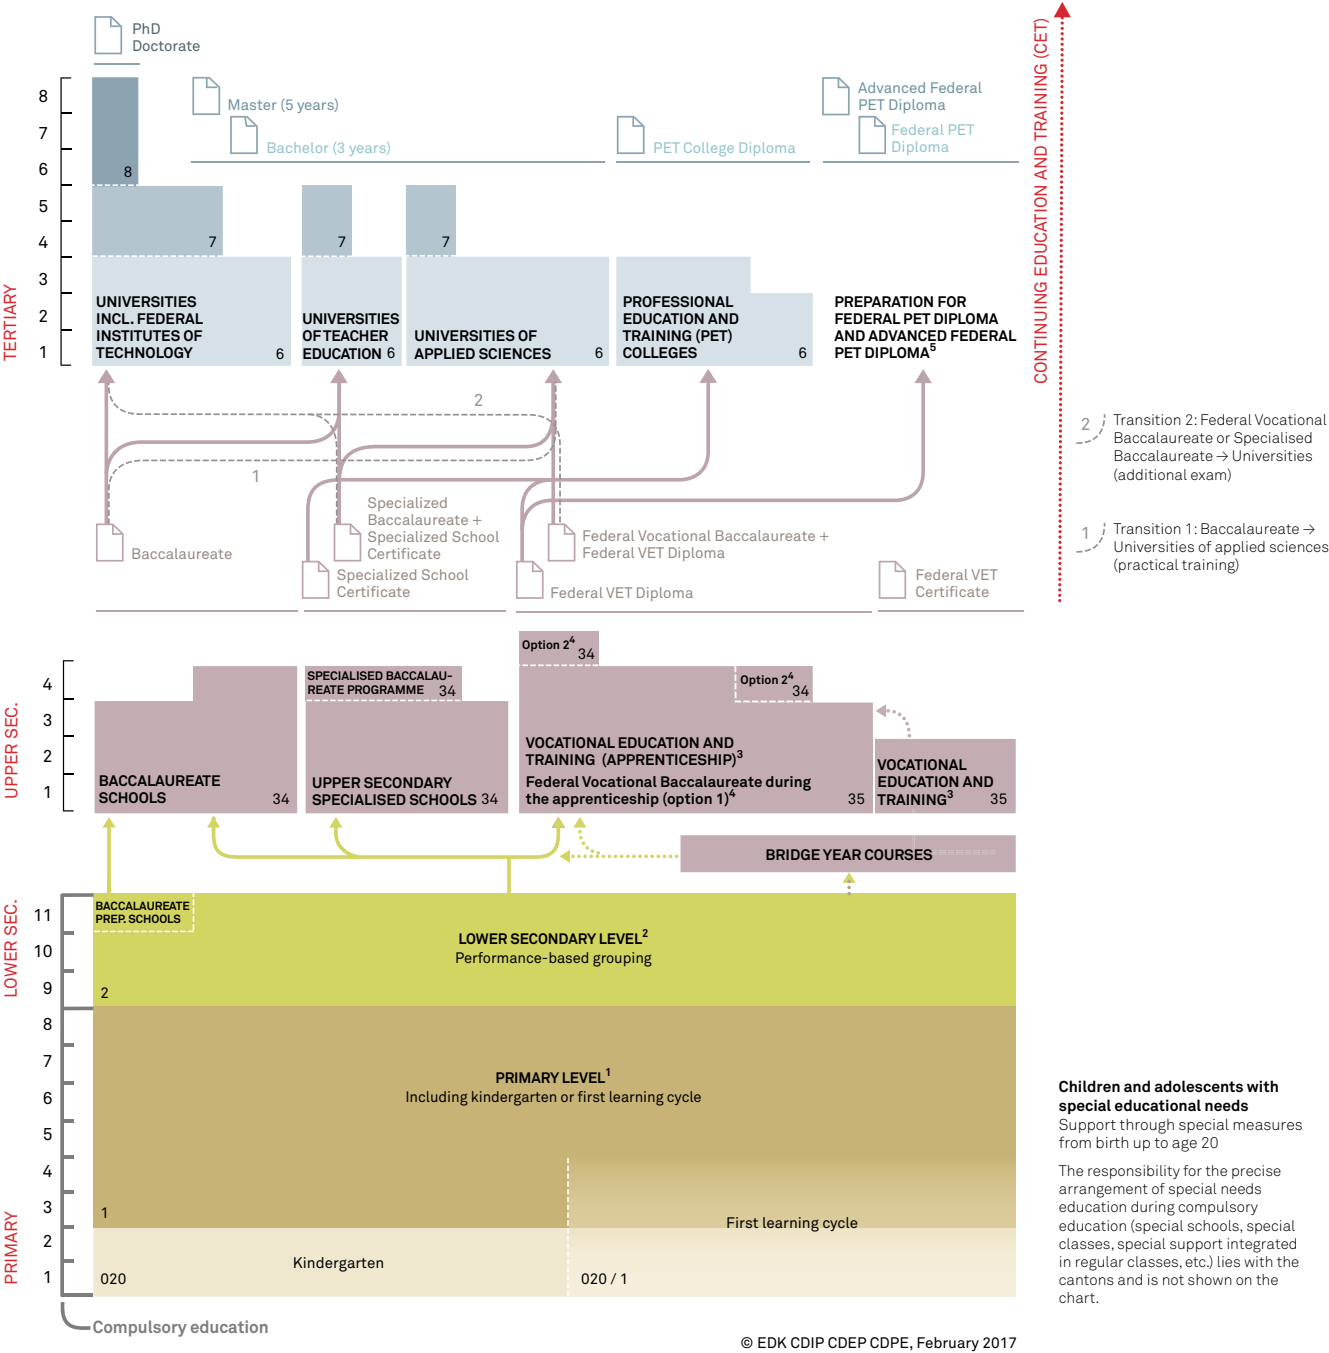 PhD
Doctorate
Master (5 years)
Bachelor (3 years)
PET College Diploma
Advanced Federal
PET Diploma
Federal PET
Diploma
CONTINUING EDUCATION AND TRAINING (CET)
TERTIARY
8
7
6
5
4
3
2
1
8
7
7
7
UNIVERSITIES
INCL. FEDERAL
INSTITUTES OF
TECHNOLOGY
6
UNIVERSITIES
OF TEACHER
EDUCATION 6
UNIVERSITIES OF
APPLIED SCIENCES
6
PROFESSIONAL
EDUCATION AND
TRAINING (PET)
COLLEGES
6
PREPARATION FOR
FEDERAL PET DIPLOMA
AND ADVANCED FEDERAL
PET DIPLOMA5
2
1
2
Transition 2: Federal Vocational
Baccalaureate or Specialised
Baccalaureate → Universities
(additional exam)
1
Transition 1: Baccalaureate →
Universities of applied sciences
(practical training)
Baccalaureate
Specialized
Baccalaureate +
Specialized School
Certificate
Specialized School
Certificate
Federal Vocational Baccalaureate +
Federal VET Diploma
Federal VET Diploma
Federal VET
Certificate
UPPER SEC.
4
3
2
1
BACCALAUREATE
SCHOOLS
34
SPECIALISED BACCALAU-
REATE PROGRAMME 34
UPPER SECONDARY
SPECIALISED SCHOOLS 34
Option 24
34
Option 24
34
VOCATIONAL EDUCATION AND
TRAINING (APPRENTICESHIP)3
Federal Vocational Baccalaureate during
the apprenticeship (option 1)4
35
VOCATIONAL
EDUCATION AND
TRAINING3
35
BRIDGE YEAR COURSES
LOWER SEC.
11
10
9
BACCALAUREATE
PREP. SCHOOLS
LOWER SECONDARY LEVEL2
Performance-based grouping
2
PRIMARY
8
7
6
5
4
3
2
1
PRIMARY LEVEL1
Including kindergarten or first learning cycle
1
First learning cycle
Kindergarten
020
020 / 1
Compulsory education
Children and adolescents with
special educational needs
Support through special measures
from birth up to age 20
The responsibility for the precise
arrangement of special needs
education during compulsory
education (special schools, special
classes, special support integrated
in regular classes, etc.) lies with the
cantons and is not shown on the
chart.
© EDK CDIP CDEP CDPE, February 2017